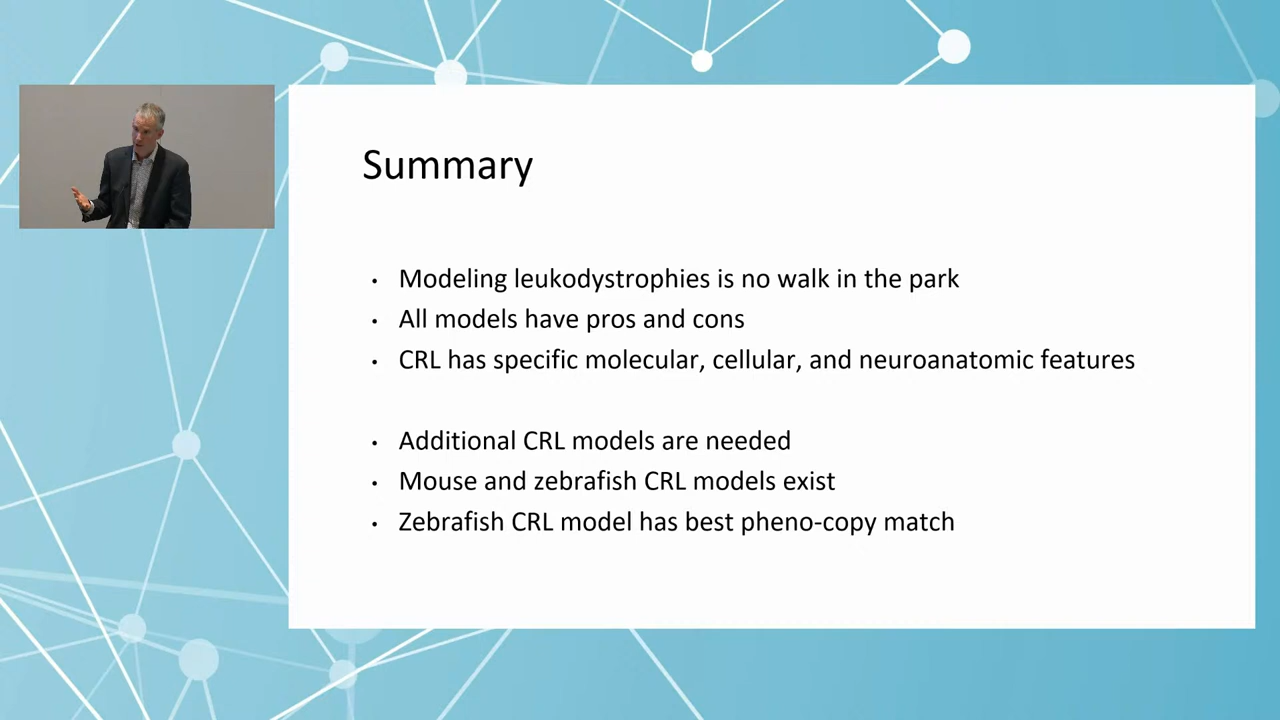 Summary
• Modeling leukodystrophies is no walk in the park
• All models have pros and cons
• CRL has specific molecular, cellular, and neuroanatomic features
• Additional CRL models are needed
• Mouse and zebrafish CRL models exist
• Zebrafish CRL model has best pheno-copy match